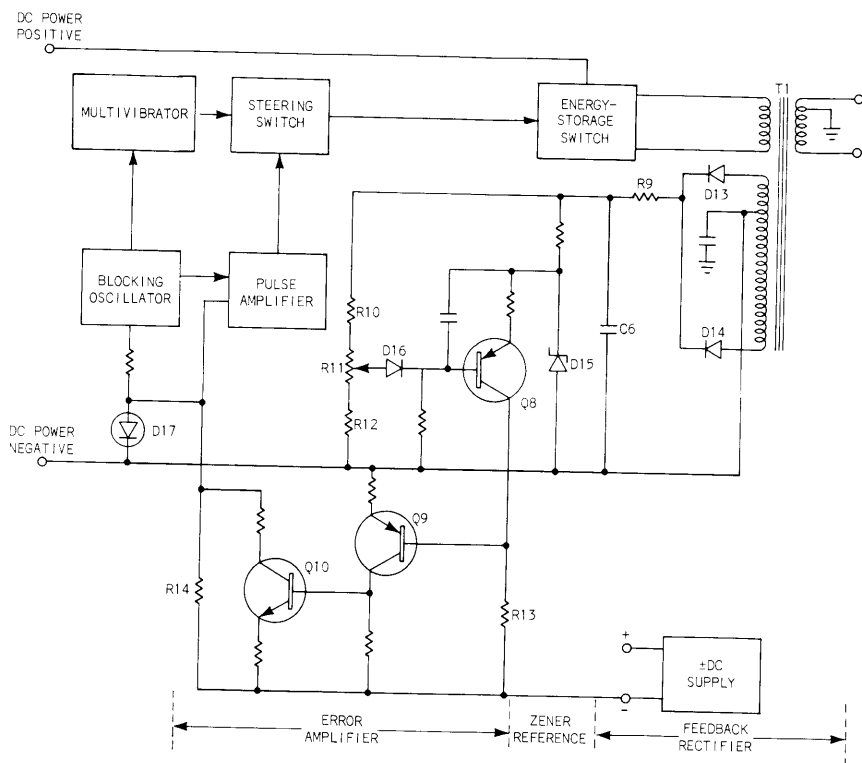 DC POWER
POSITIVE
T1
MULTIVIBRATOR
STEERING
SWITCH
ENERGY-
STORAGE
SWITCH
R9
D13
BLOCKING
OSCILLATOR
PULSE
AMPLIFIER
R10
D16
C6
D14
R11
D15
Q8
D17
R12
DC POWER
NEGATIVE
Q9
Q10
R14
R13
+
±DC
SUPPLY
-
ERROR
AMPLIFIER
ZENER
REFERENCE
FEEDBACK
RECTIFIER